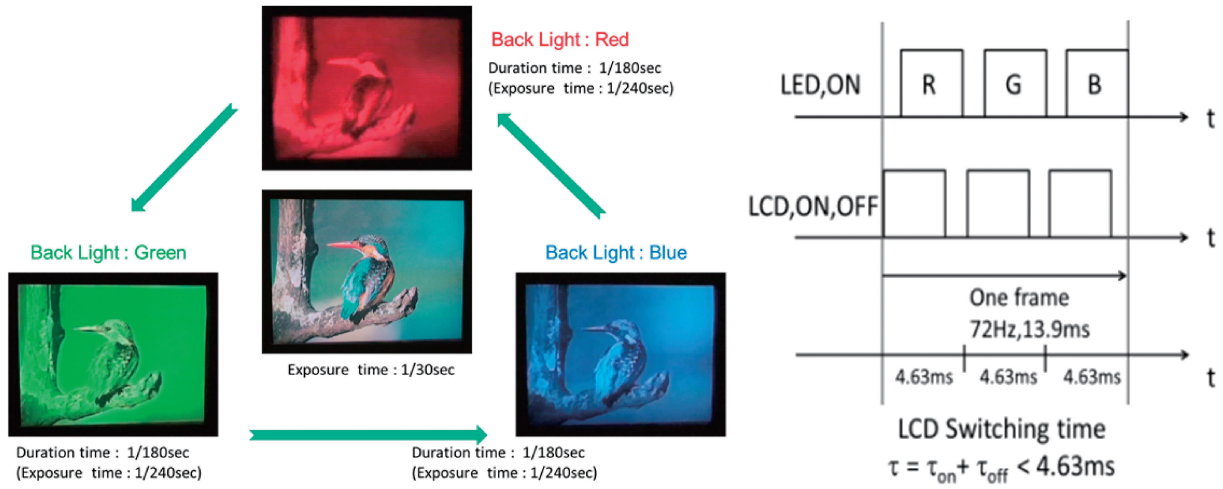 Back Light : Red
Duration time : 1/180sec
(Exposure time : 1/240sec)
Back Light : Green
Duration time : 1/180sec
(Exposure time : 1/240sec)
Back Light : Blue
Duration time : 1/180sec
(Exposure time : 1/240sec)
Exposure time : 1/30sec
LED,ON
R
G
B
t
LCD,ON,OFF
t
One frame
72Hz,13.9ms
4.63ms
4.63ms
4.63ms
t
LCD Switching time
τ = τon+ τoff < 4.63ms